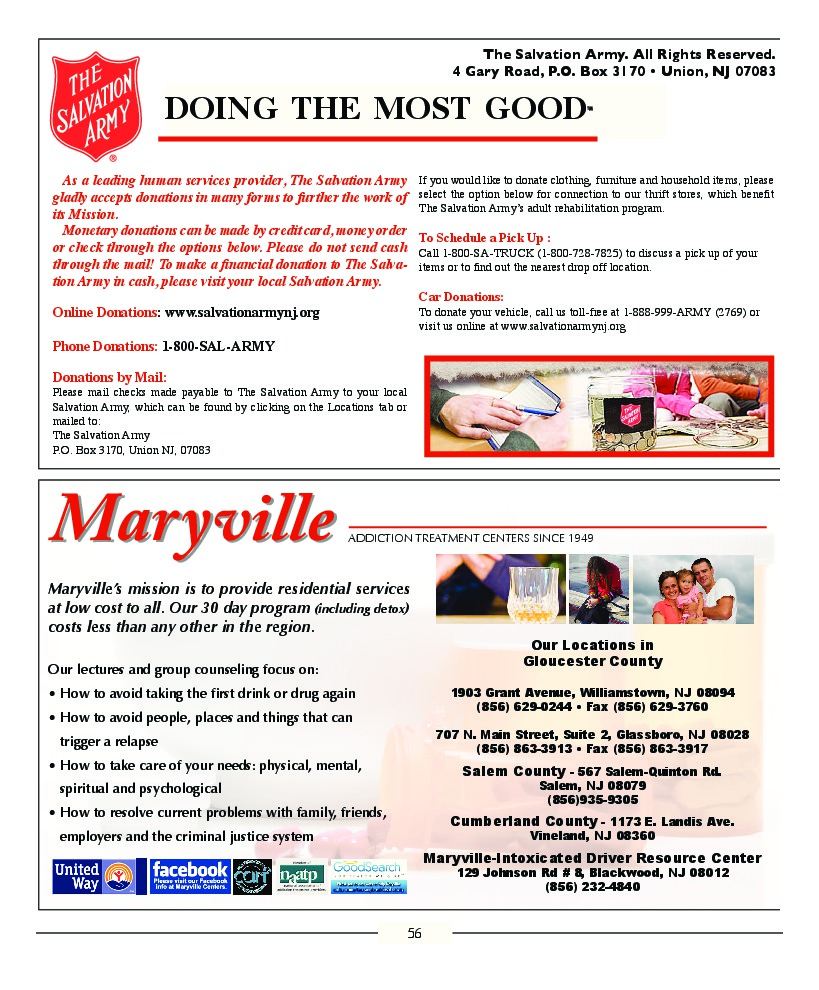 THE
SALVATION
ARMY
®
The Salvation Army. All Rights Reserved.
4 Gary Road, P.O. Box 3170 • Union, NJ 07083
DOING THE MOST GOOD
As a leading human services provider, The Salvation Army
gladly accepts donations in many forms to further the work of
its Mission.
Monetary donations can be made by credit card, money order
or check through the options below. Please do not send cash
through the mail! To make a financial donation to The Salva-
tion Army in cash, please visit your local Salvation Army.
Online Donations: www.salvationarmynj.org
Phone Donations: 1-800-SAL-ARMY
Donations by Mail:
Please mail checks made payable to The Salvation Army to your local
Salvation Army, which can be found by clicking on the Locations tab or
mailed to:
The Salvation Army
P.O. Box 3170, Union NJ, 07083
If you would like to donate clothing, furniture and household items, please
select the option below for connection to our thrift stores, which benefit
The Salvation Army's adult rehabilitation program.
To Schedule a Pick Up :
Call 1-800-SA-TRUCK (1-800-728-7825) to discuss a pick up of your
items or to find out the nearest drop off location.
Car Donations:
To donate your vehicle, call us toll-free at 1-888-999-ARMY (2769) or
visit us online at www.salvationarmynj.org
THE
SALVATION
ARMY
Maryville
ADDICTION TREATMENT CENTERS SINCE 1949
Maryville's mission is to provide residential services
at low cost to all. Our 30 day program (including detox)
costs less than any other in the region.
Our lectures and group counseling focus on:
• How to avoid taking the first drink or drug again
• How to avoid people, places and things that can
trigger a relapse
• How to take care of your needs: physical, mental,
spiritual and psychological
• How to resolve current problems with family, friends,
employers and the criminal justice system
United
Way
facebook
Please visit our Facebook
info at Maryville Centers.
carf
naatp
GoodSearch
Our Locations in
Gloucester County
1903 Grant Avenue, Williamstown, NJ 08094
(856) 629-0244 • Fax (856) 629-3760
707 N. Main Street, Suite 2, Glassboro, NJ 08028
(856) 863-3913 • Fax (856) 863-3917
Salem County - 567 Salem-Quinton Rd.
Salem, NJ 08079
(856)935-9305
Cumberland County - 1173 E. Landis Ave.
Vineland, NJ 08360
Maryville-Intoxicated Driver Resource Center
129 Johnson Rd # 8, Blackwood, NJ 08012
(856) 232-4840
56